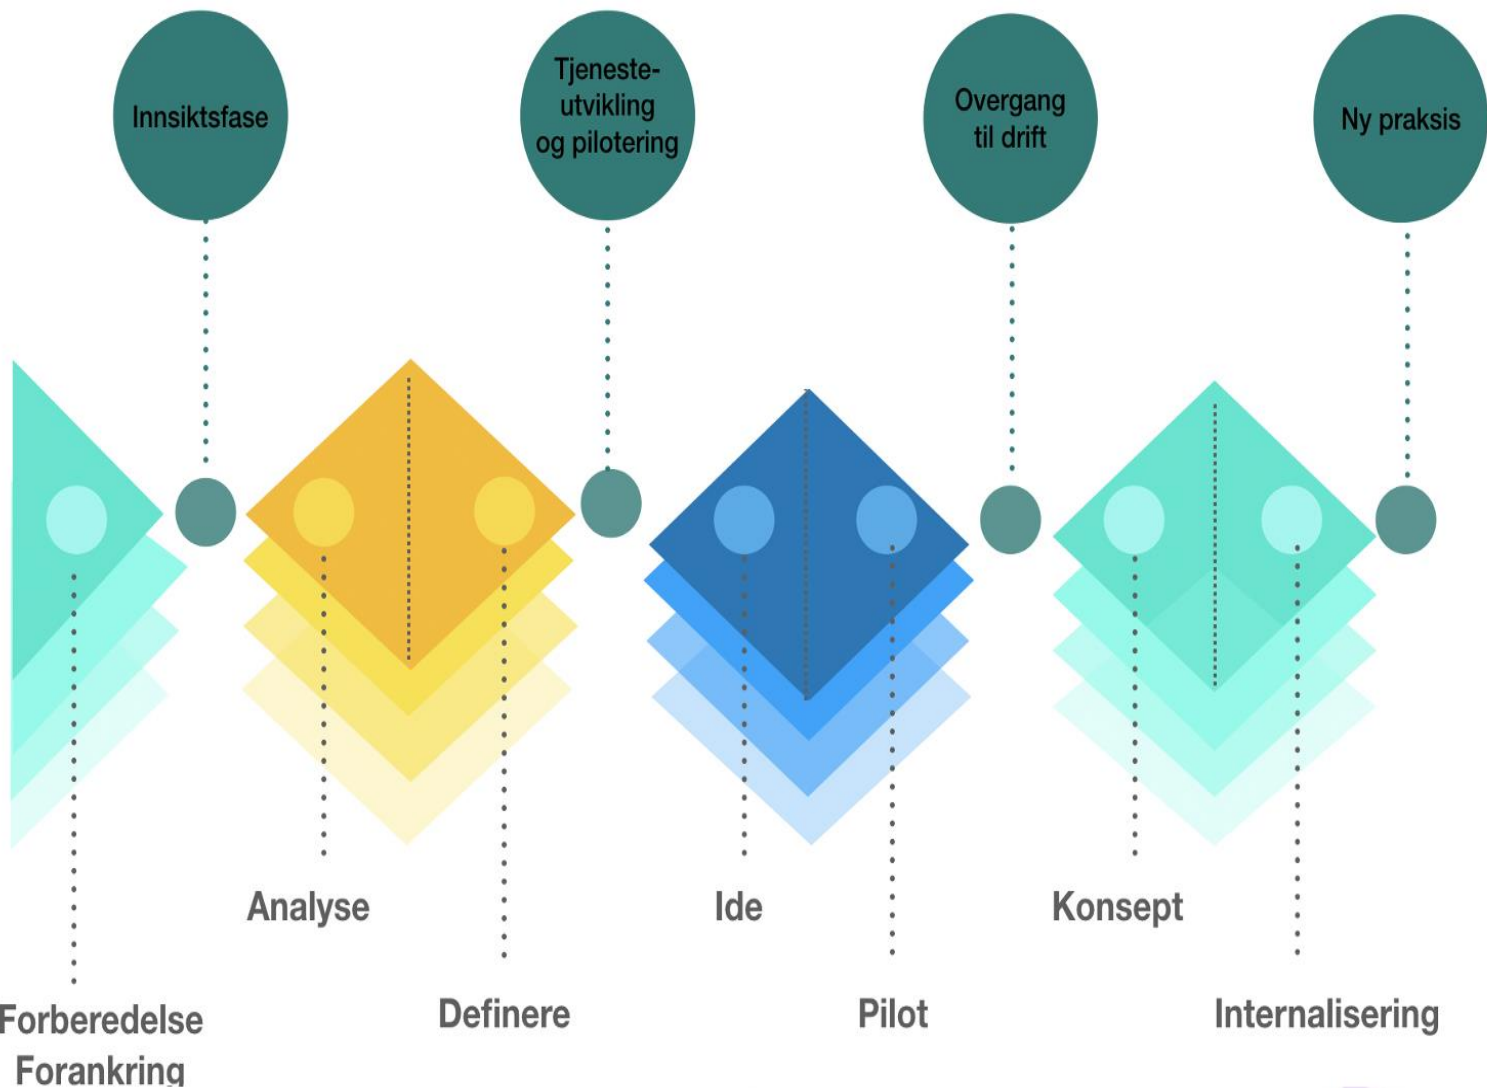 Innsiktsfase
Tjeneste-
utvikling
og pilotering
Overgang
til drift
Ny praksis
Analyse
Ide
Konsept
Forberedelse
Forankring
Definere
Pilot
Internalisering